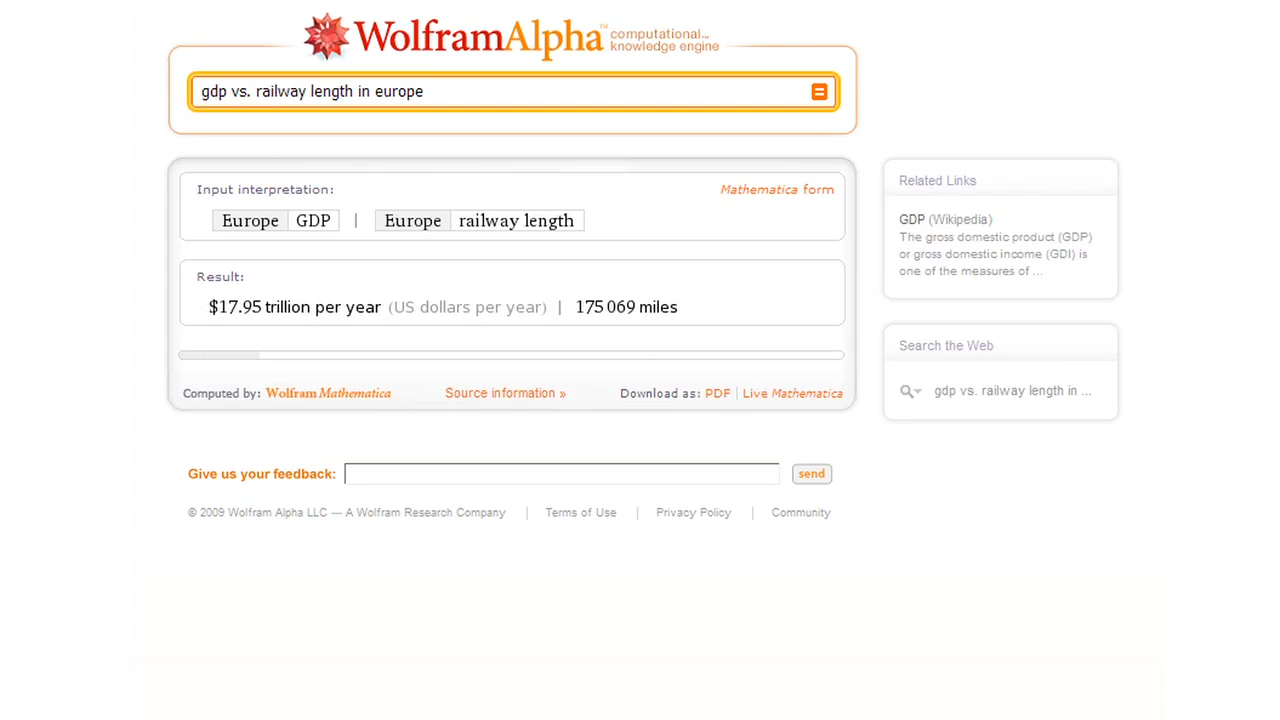 WolframAlpha™ computational™
knowledge engine
gdp vs. railway length in europe
Input interpretation:
Mathematica form
Europe GDP | Europe railway length
Result:
$17.95 trillion per year (US dollars per year) | 175 069 miles
Computed by: Wolfram Mathematica
Source information »
Download as: PDF | Live Mathematica
Related Links
GDP (Wikipedia)
The gross domestic product (GDP)
or gross domestic income (GDI) is
one of the measures of ...
Search the Web
gdp vs. railway length in ...
Give us your feedback:
send
© 2009 Wolfram Alpha LLC — A Wolfram Research Company | Terms of Use | Privacy Policy | Community